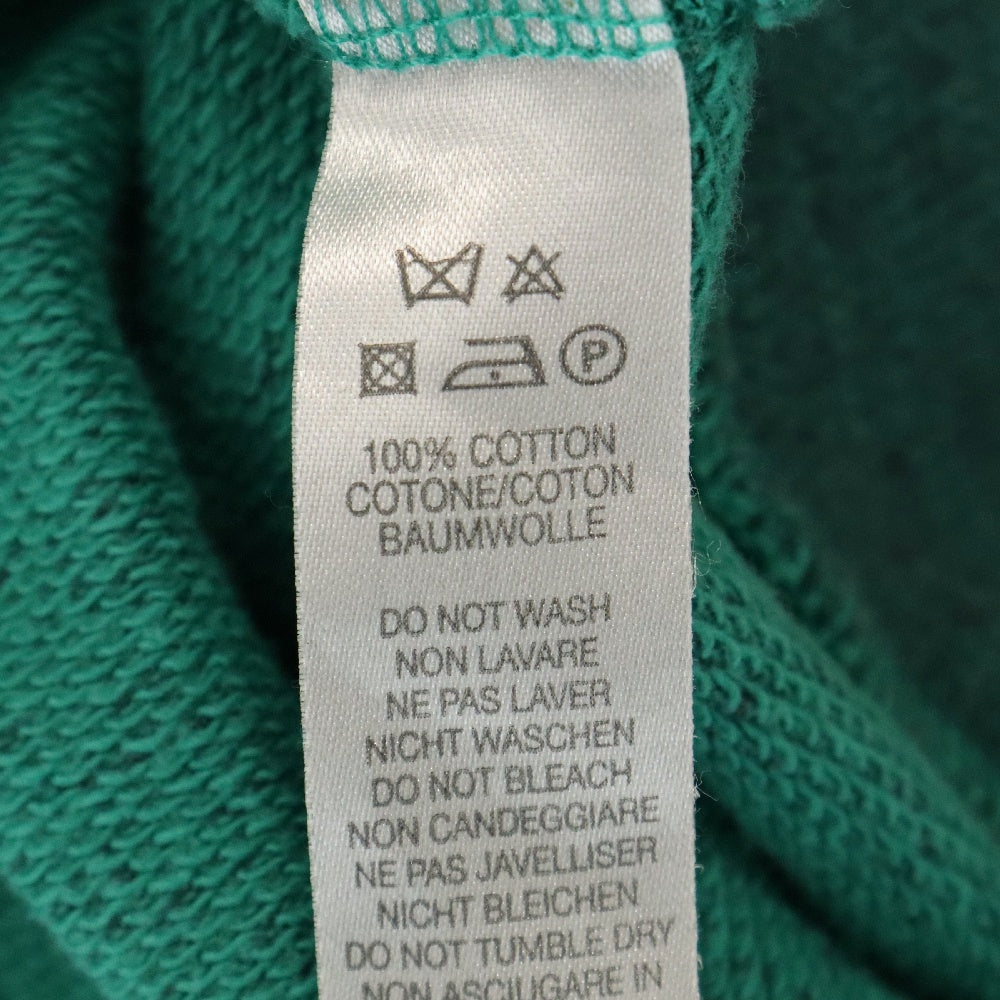 P
100% COTTON
COTONE/COTON
BAUMWOLLE
DO NOT WASH
NON LAVARE
NE PAS LAVER
NICHT WASCHEN
DO NOT BLEACH
NON CANDEGGIARE
NE PAS JAVELLISER
NICHT BLEICHEN
DO NOT TUMBLE DRY
NON ASCIUGARE IN